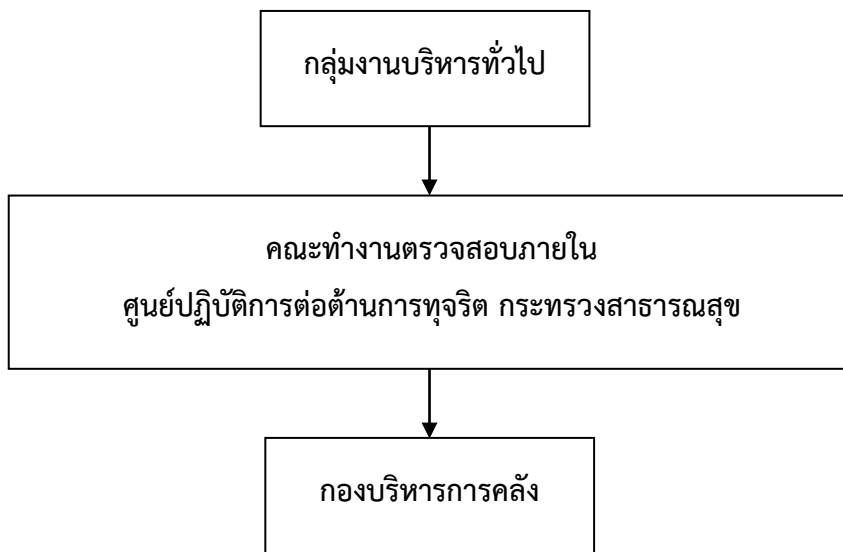 กลุ่มงานบริหารทั่วไป
คณะทำงานตรวจสอบภายใน
ศูนย์ปฏิบัติการต่อต้านการทุจริต กระทรวงสาธารณสุข
กองบริหารการคลัง